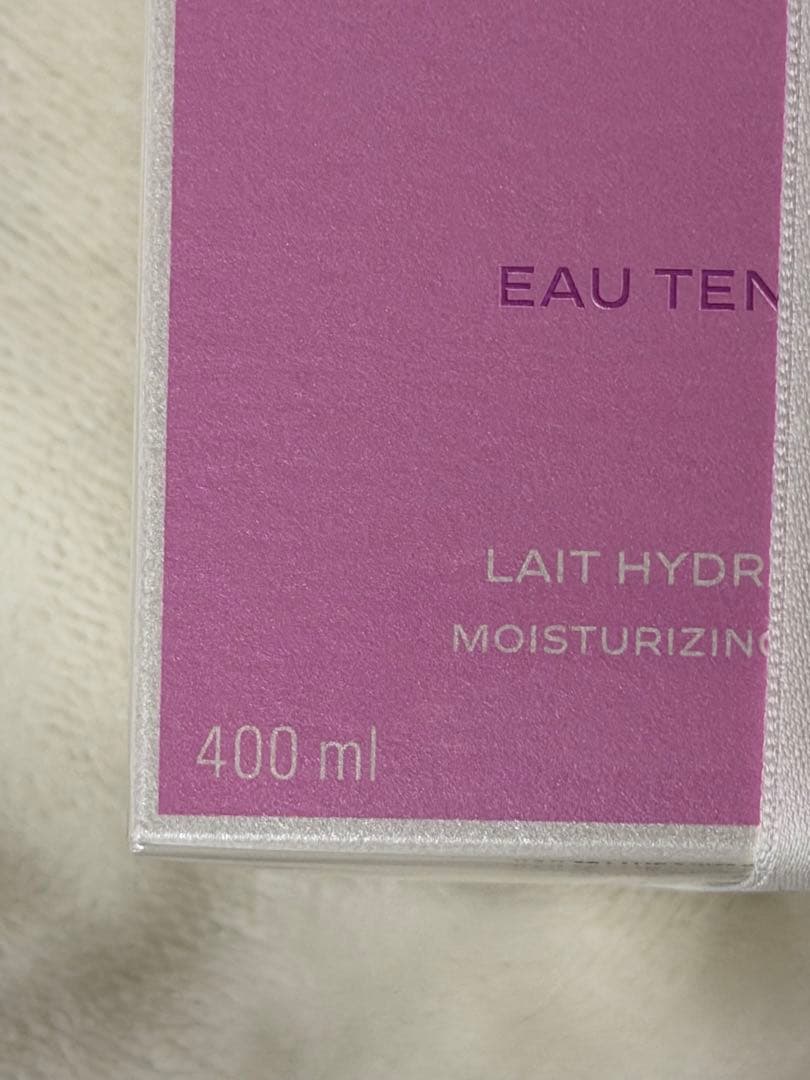 EAU TEN
LAIT HYDR
MOISTURIZING
400 ml